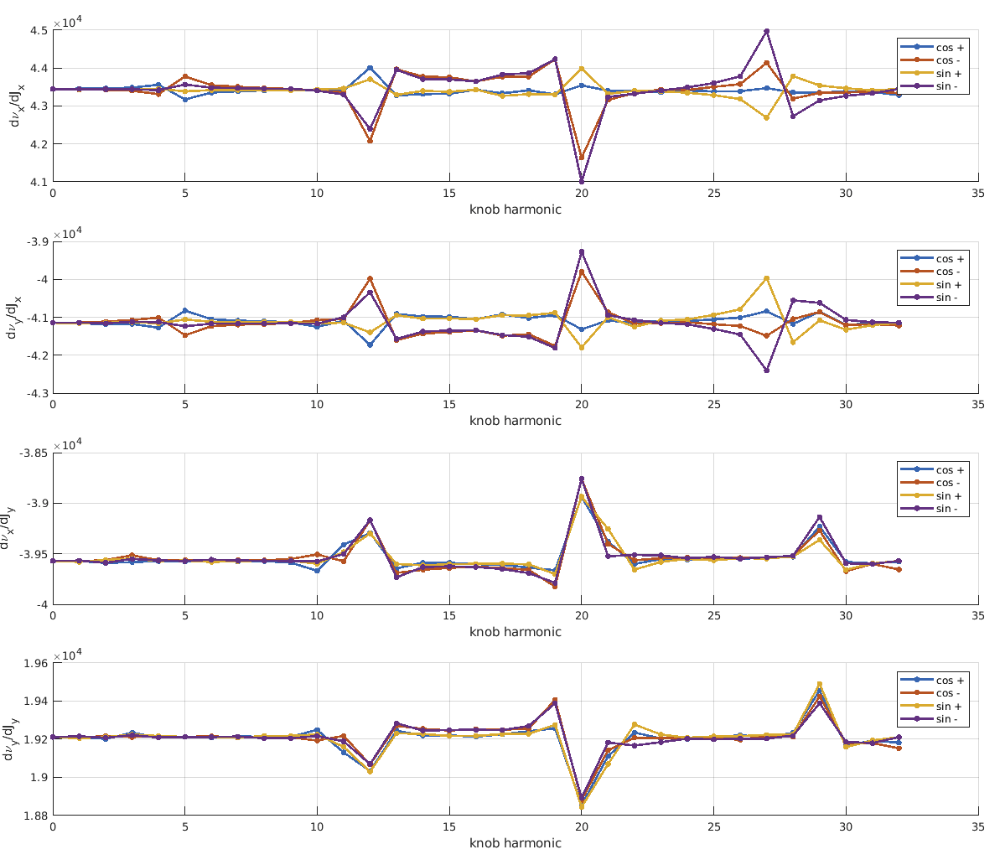 ×10^4
4.5
4.4
4.3
4.2
4.1
dν_x/dJ_x
0 5 10 15 20 25 30 35
knob harmonic
cos +
cos -
sin +
sin -
×10^4
-3.9
-4
-4.1
-4.2
-4.3
dν_y/dJ_x
0 5 10 15 20 25 30 35
knob harmonic
cos +
cos -
sin +
sin -
×10^4
-3.85
-3.9
-3.95
-4
dν_x/dJ_y
0 5 10 15 20 25 30 35
knob harmonic
cos +
cos -
sin +
sin -
×10^4
1.96
1.94
1.92
1.9
1.88
dν_y/dJ_y
0 5 10 15 20 25 30 35
knob harmonic
cos +
cos -
sin +
sin -